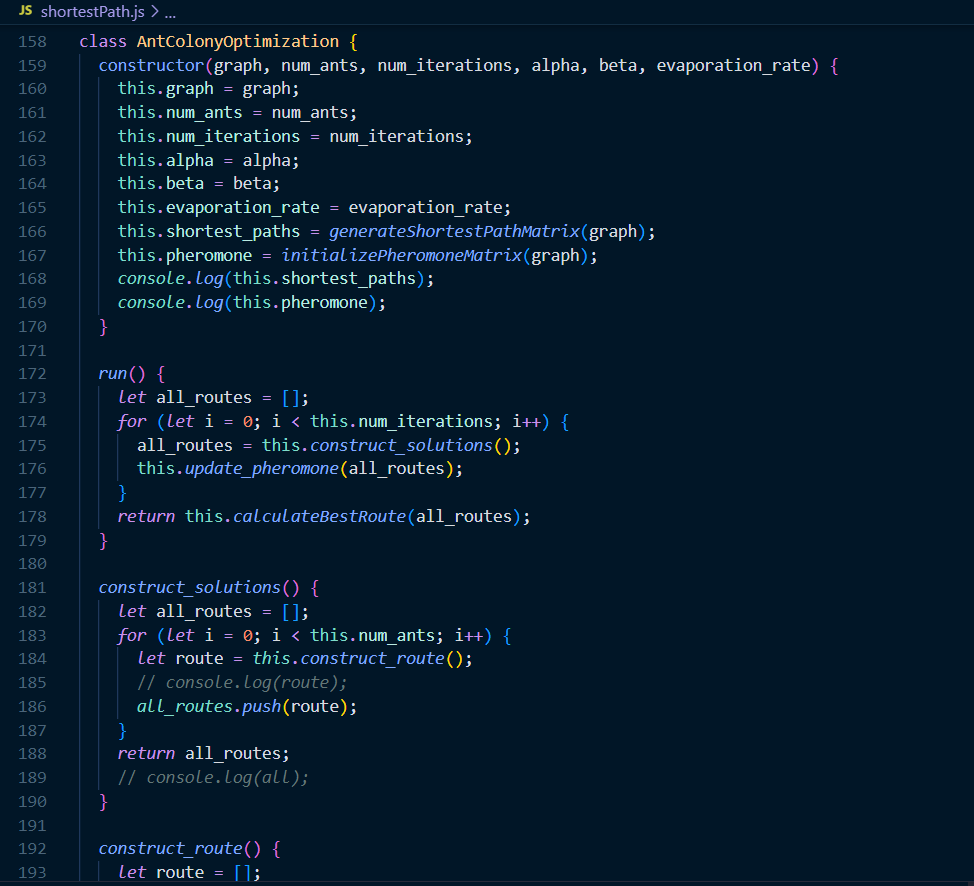 JS shortestPath.js > ...
158 class AntColonyOptimization {
159 constructor(graph, num_ants, num_iterations, alpha, beta, evaporation_rate) {
160 this.graph = graph;
161 this.num_ants = num_ants;
162 this.num_iterations = num_iterations;
163 this.alpha = alpha;
164 this.beta = beta;
165 this.evaporation_rate = evaporation_rate;
166 this.shortest_paths = generateShortestPathMatrix(graph);
167 this.pheromone = initializePheromoneMatrix(graph);
168 console.log(this.shortest_paths);
169 console.log(this.pheromone);
170 }
171
172 run() {
173 let all_routes = [];
174 for (let i = 0; i < this.num_iterations; i++) {
175 all_routes = this.construct_solutions();
176 this.update_pheromone(all_routes);
177 }
178 return this.calculateBestRoute(all_routes);
179 }
180
181 construct_solutions() {
182 let all_routes = [];
183 for (let i = 0; i < this.num_ants; i++) {
184 let route = this.construct_route();
185 // console.log(route);
186 all_routes.push(route);
187 }
188 return all_routes;
189 // console.log(all);
190 }
191
192 construct_route() {
193 let route = [];